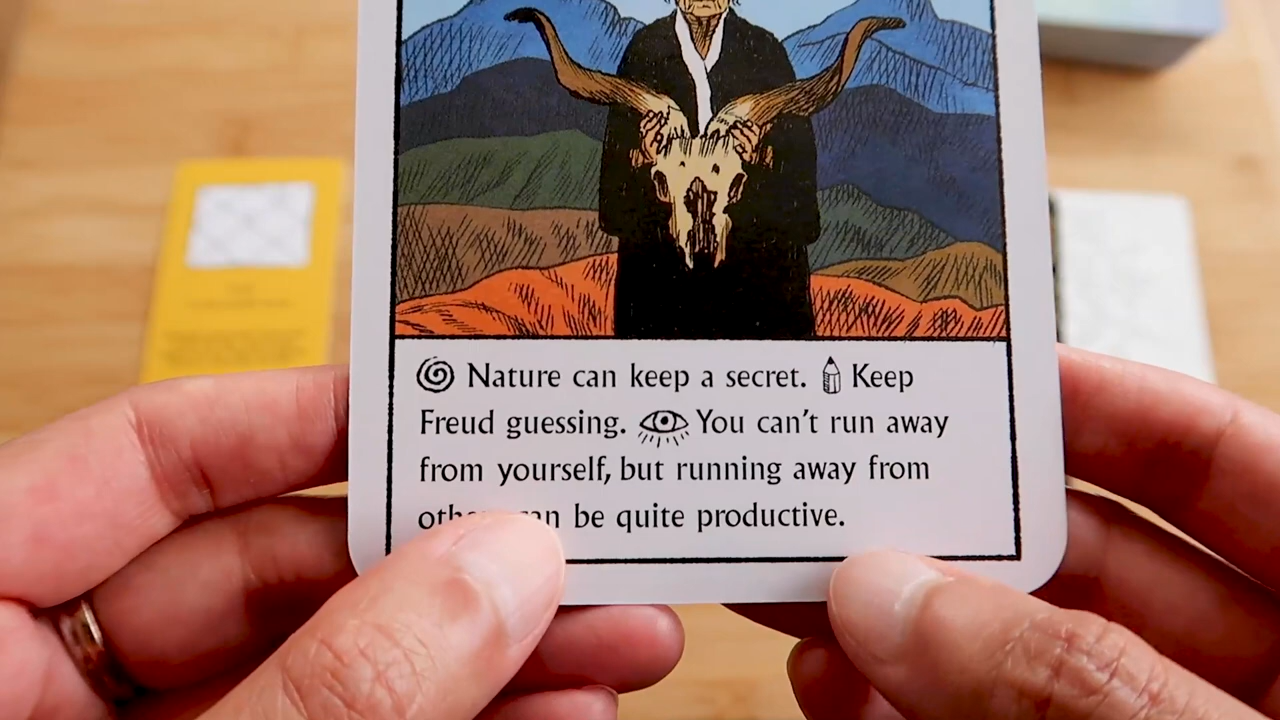 Nature can keep a secret. Keep
Freud guessing. You can't run away
from yourself, but running away from
can be quite productive.